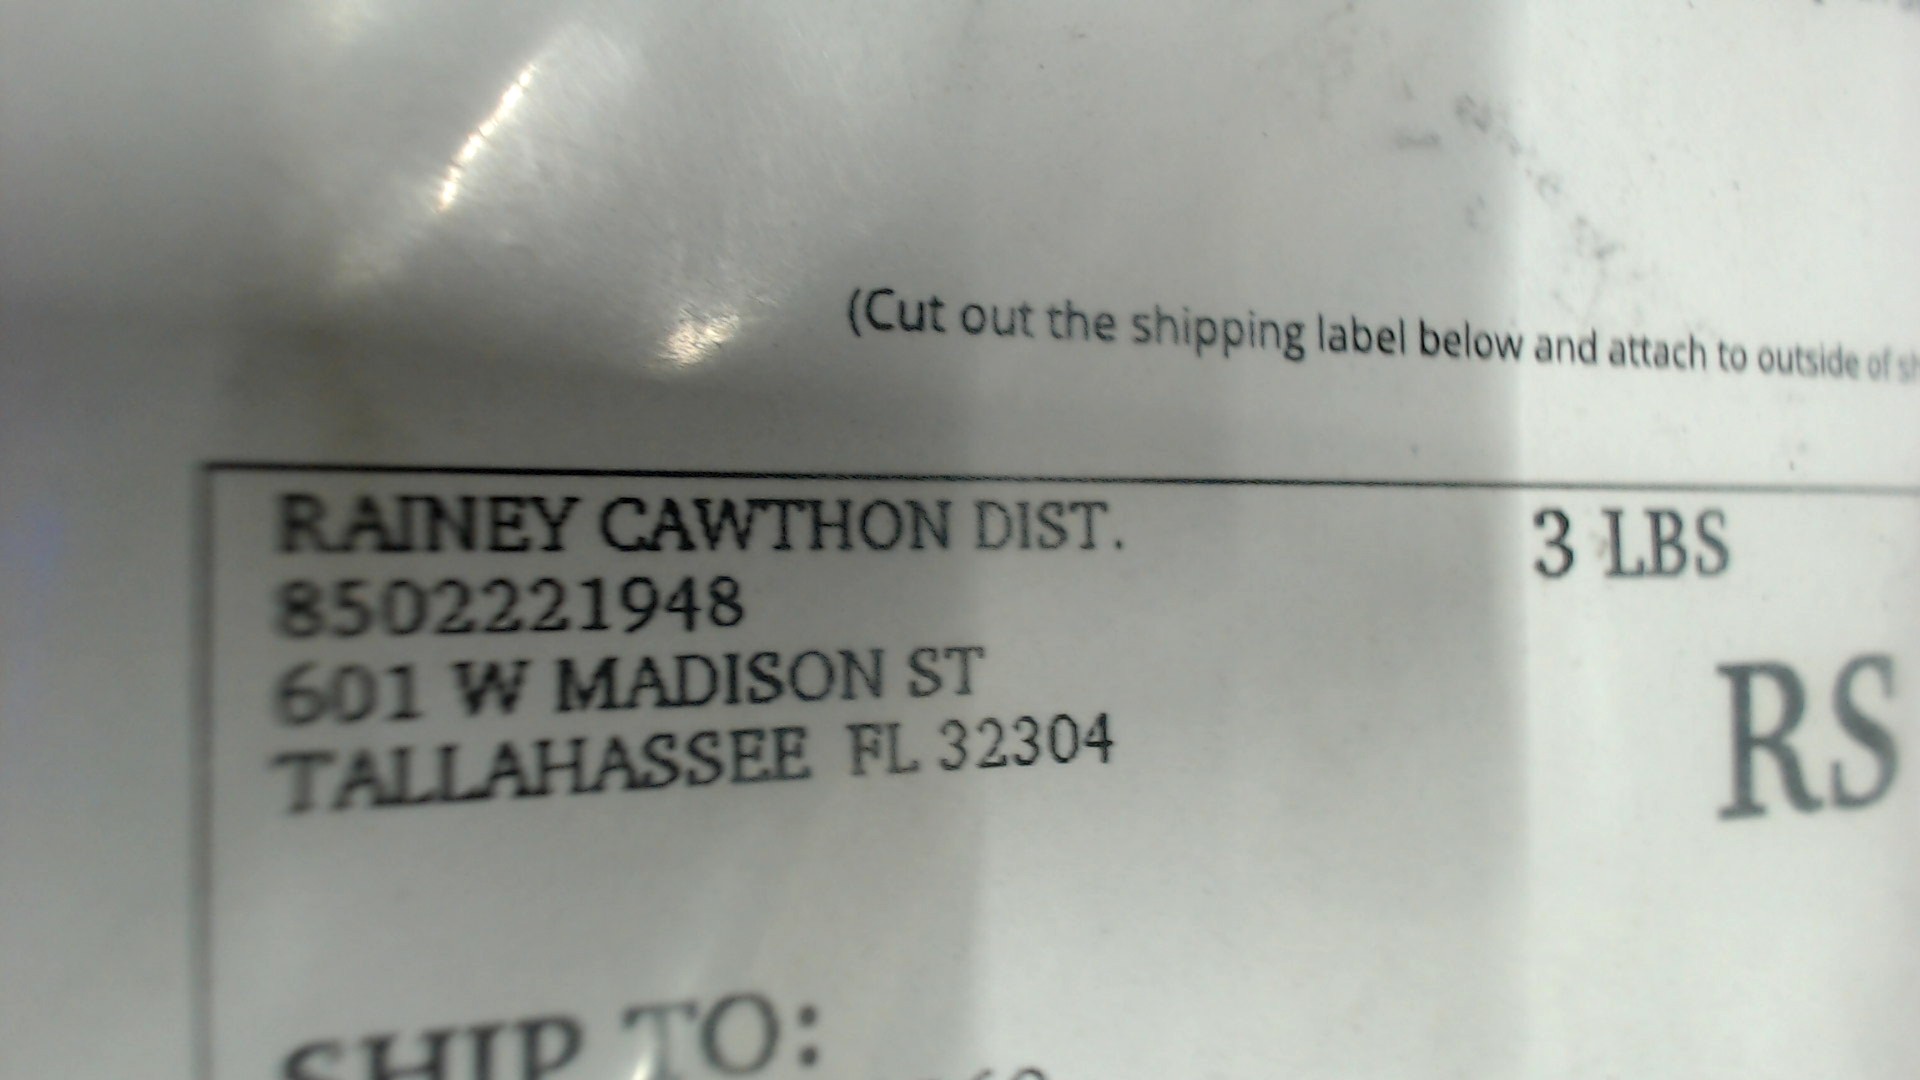 (Cut out the shipping label below and attach to outside of
RAINEY CAWTHON DIST.
3 LBS
8502221948
601 W MADISON ST
TALLAHASSEE FL 32304
RS
SHIP TO: